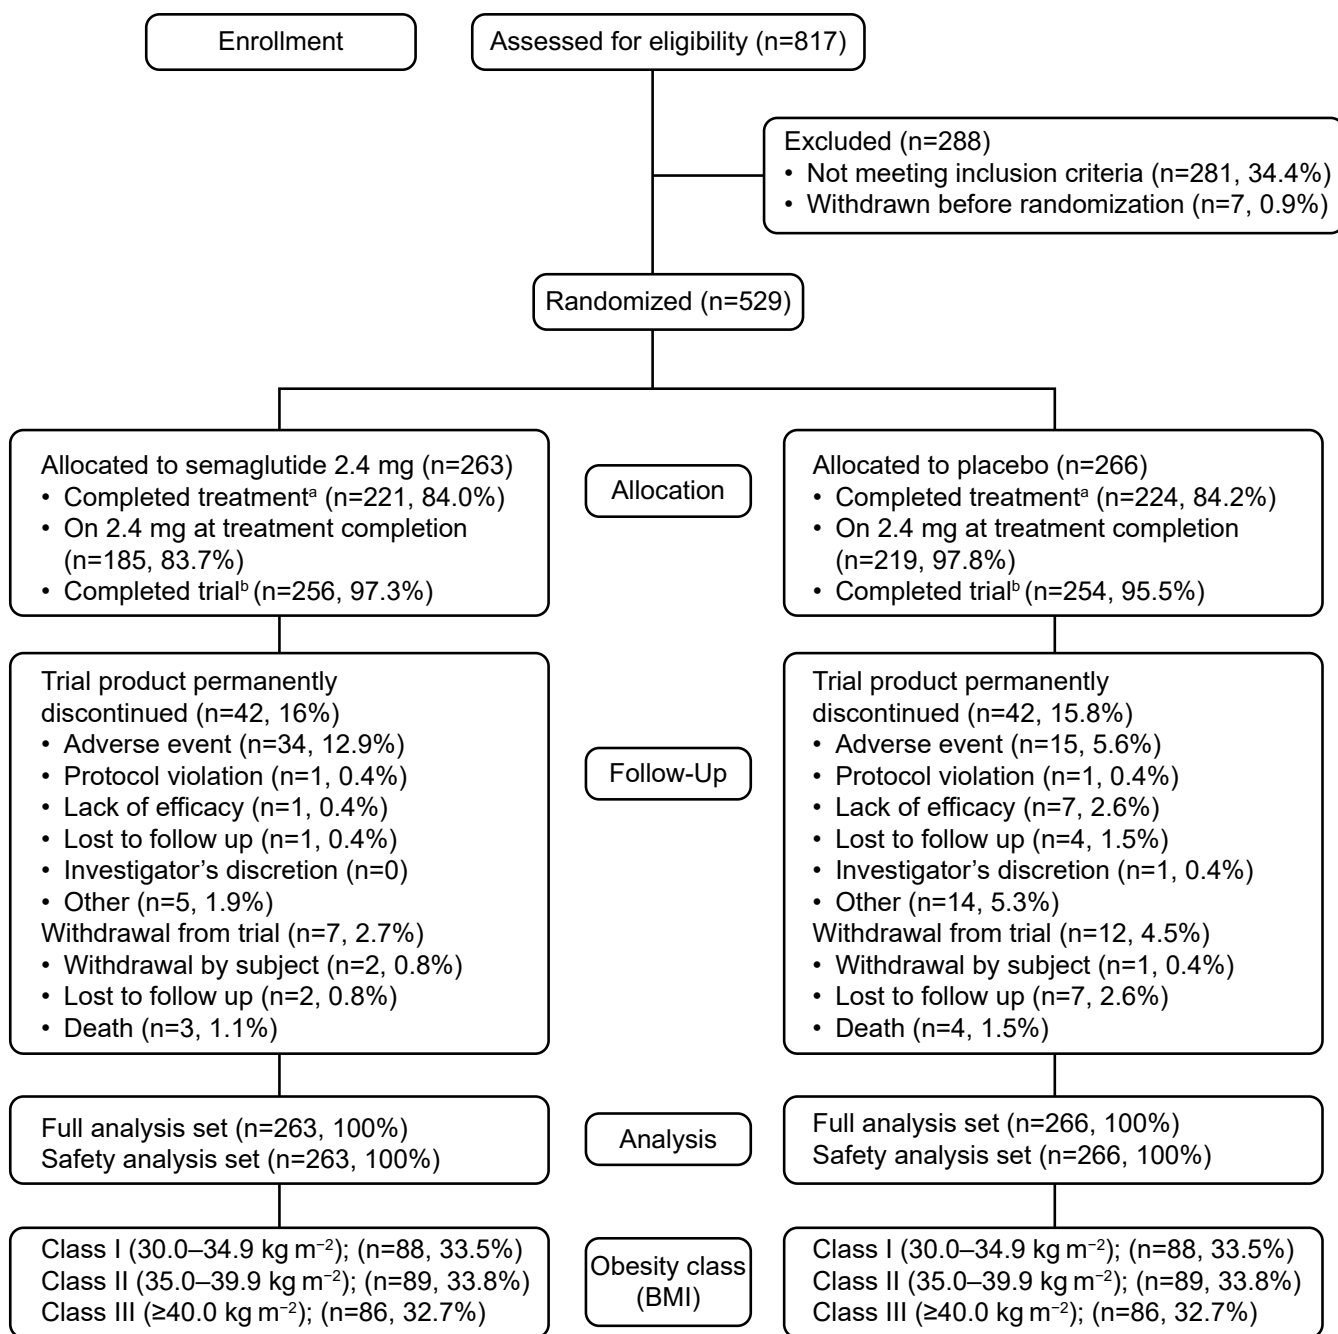 Enrollment
Assessed for eligibility (n=817)
Excluded (n=288)
• Not meeting inclusion criteria (n=281, 34.4%)
• Withdrawn before randomization (n=7, 0.9%)
Randomized (n=529)
Allocated to semaglutide 2.4 mg (n=263)
• Completed treatmentᵃ (n=221, 84.0%)
• On 2.4 mg at treatment completion
(n=185, 83.7%)
• Completed trialᵇ (n=256, 97.3%)
Allocation
Allocated to placebo (n=266)
• Completed treatmentᵃ (n=224, 84.2%)
• On 2.4 mg at treatment completion
(n=219, 97.8%)
• Completed trialᵇ (n=254, 95.5%)
Trial product permanently
discontinued (n=42, 16%)
• Adverse event (n=34, 12.9%)
• Protocol violation (n=1, 0.4%)
• Lack of efficacy (n=1, 0.4%)
• Lost to follow up (n=1, 0.4%)
• Investigator’s discretion (n=0)
• Other (n=5, 1.9%)
Withdrawal from trial (n=7, 2.7%)
• Withdrawal by subject (n=2, 0.8%)
• Lost to follow up (n=2, 0.8%)
• Death (n=3, 1.1%)
Follow-Up
Trial product permanently
discontinued (n=42, 15.8%)
• Adverse event (n=15, 5.6%)
• Protocol violation (n=1, 0.4%)
• Lack of efficacy (n=7, 2.6%)
• Lost to follow up (n=4, 1.5%)
• Investigator’s discretion (n=1, 0.4%)
• Other (n=14, 5.3%)
Withdrawal from trial (n=12, 4.5%)
• Withdrawal by subject (n=1, 0.4%)
• Lost to follow up (n=7, 2.6%)
• Death (n=4, 1.5%)
Full analysis set (n=263, 100%)
Safety analysis set (n=263, 100%)
Analysis
Full analysis set (n=266, 100%)
Safety analysis set (n=266, 100%)
Class I (30.0–34.9 kg m⁻²); (n=88, 33.5%)
Class II (35.0–39.9 kg m⁻²); (n=89, 33.8%)
Class III (≥40.0 kg m⁻²); (n=86, 32.7%)
Obesity class
(BMI)
Class I (30.0–34.9 kg m⁻²); (n=88, 33.5%)
Class II (35.0–39.9 kg m⁻²); (n=89, 33.8%)
Class III (≥40.0 kg m⁻²); (n=86, 32.7%)